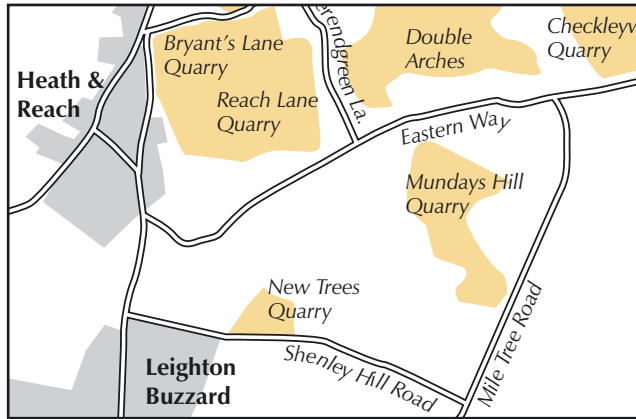 Bryant's Lane
Quarry
Reach Lane
Quarry
Double
Arches
Quarry
Heath &
Reach
Eastern Way
Mundays Hill
Quarry
New Trees
Quarry
Shenley Hill Road
Mile Tree Road
Leighton
Buzzard